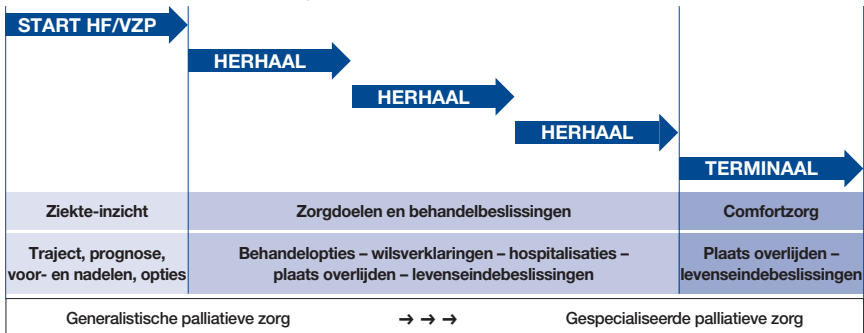 START HF/VZP
HERHAAL
HERHAAL
HERHAAL
TERMINAAL
Ziekte-inzicht
Zorgdoelen en behandelbeslissingen
Comfortzorg
Traject, prognose,
voor- en nadelen, opties
Behandelopties – wilsverklaringen – hospitalisaties –
plaats overlijden – levenseindebeslissingen
Plaats overlijden –
levenseindebeslissingen
Generalistische palliatieve zorg ➔ ➔ ➔ Gespecialiseerde palliatieve zorg